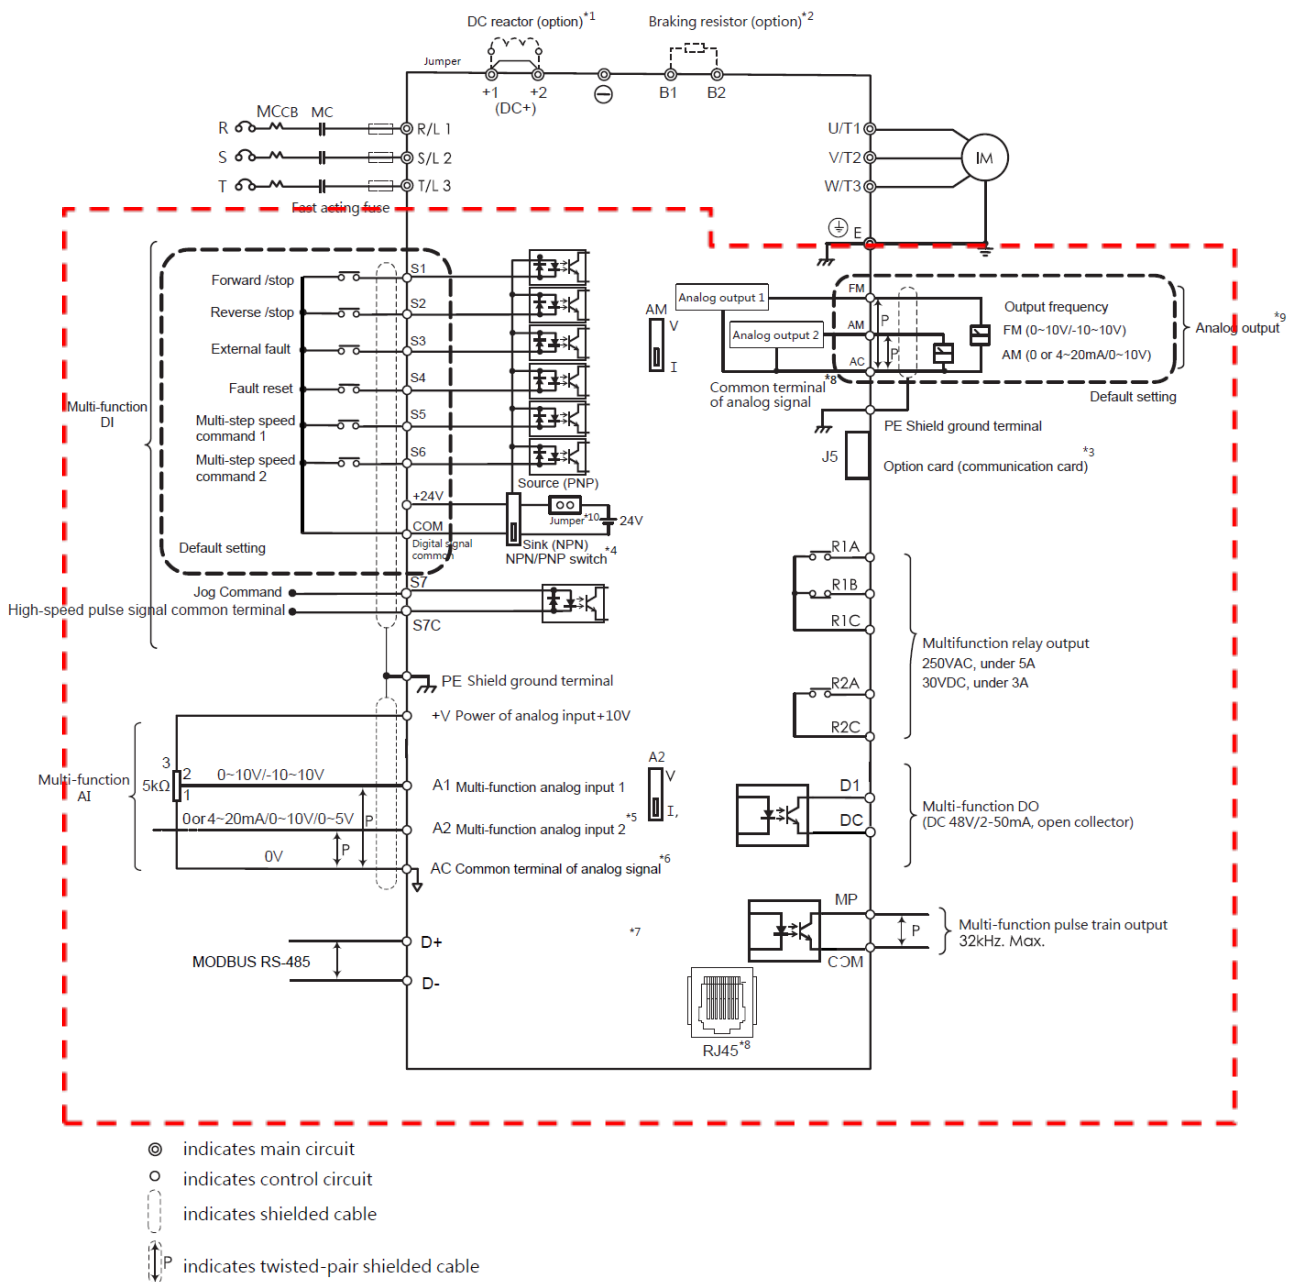 DC reactor (option)*1
Braking resistor (option)*2
Jumper
+1
+2
B1
B2
(DC+)
MCCB
MC
R
R/L 1
S
S/L 2
T
T/L 3
Fast acting fuse
U/T1
V/T2
W/T3
IM
E
Multi-function
DI
Forward /stop
S1
Reverse /stop
S2
External fault
S3
Fault reset
S4
Multi-step speed
command 1
S5
Multi-step speed
command 2
S6
Source (PNP)
+24V
Jumper*10
24V
COM
Digital signal
common
Sink (NPN)
NPN/PNP switch*4
Default setting
Jog Command
S7
High-speed pulse signal common terminal
S7C
AM
V
I
Analog output 1
Analog output 2
FM
AM
AC
P
P
Output frequency
FM (0~10V/-10~10V)
AM (0 or 4~20mA/0~10V)
Analog output*9
Common terminal*8
of analog signal
Default setting
PE Shield ground terminal
J5
Option card (communication card)*3
R1A
R1B
R1C
R2A
R2C
Multifunction relay output
250VAC, under 5A
30VDC, under 3A
PE Shield ground terminal
+V Power of analog input+10V
Multi-function
AI
3
2
1
5kΩ
0~10V/-10~10V
A1 Multi-function analog input 1
0or4~20mA/0~10V/0~5V
A2 Multi-function analog input 2*5
P
P
0V
AC Common terminal of analog signal*6
A2
V
I,
D1
DC
Multi-function DO
(DC 48V/2-50mA, open collector)
MP
P
COM
Multi-function pulse train output
32kHz. Max.
MODBUS RS-485
D+
D-
*7
RJ45*8
indicates main circuit
indicates control circuit
indicates shielded cable
P
indicates twisted-pair shielded cable